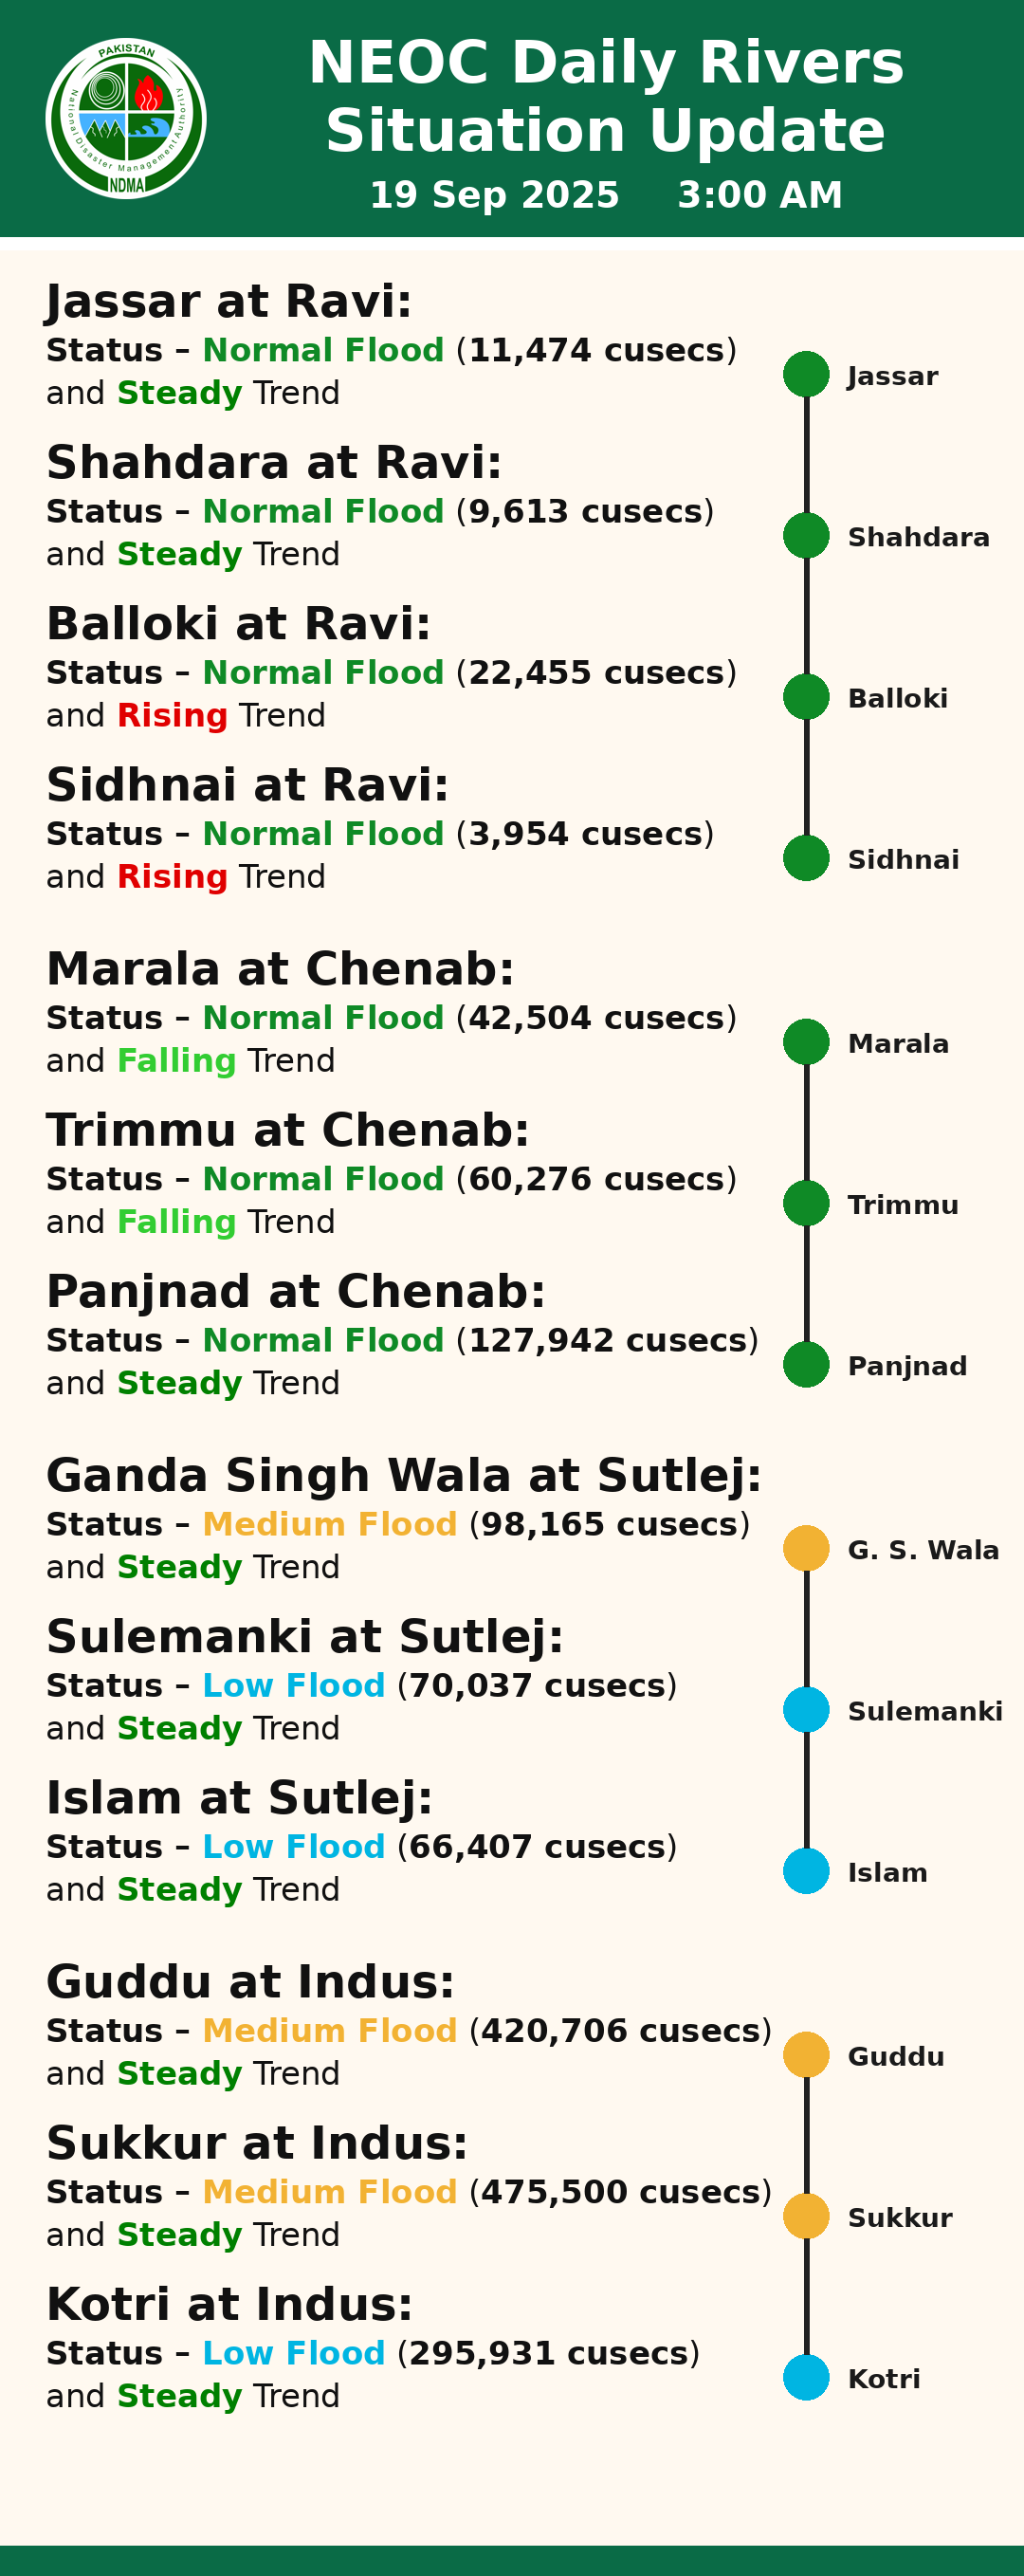 PAKISTAN
National Disaster Management Authority
NDMA
NEOC Daily Rivers
Situation Update
19 Sep 2025 3:00 AM
Jassar at Ravi:
Status – Normal Flood (11,474 cusecs)
and Steady Trend
Jassar
Shahdara at Ravi:
Status – Normal Flood (9,613 cusecs)
and Steady Trend
Shahdara
Balloki at Ravi:
Status – Normal Flood (22,455 cusecs)
and Rising Trend
Balloki
Sidhnai at Ravi:
Status – Normal Flood (3,954 cusecs)
and Rising Trend
Sidhnai
Marala at Chenab:
Status – Normal Flood (42,504 cusecs)
and Falling Trend
Marala
Trimmu at Chenab:
Status – Normal Flood (60,276 cusecs)
and Falling Trend
Trimmu
Panjnad at Chenab:
Status – Normal Flood (127,942 cusecs)
and Steady Trend
Panjnad
Ganda Singh Wala at Sutlej:
Status – Medium Flood (98,165 cusecs)
and Steady Trend
G. S. Wala
Sulemanki at Sutlej:
Status – Low Flood (70,037 cusecs)
and Steady Trend
Sulemanki
Islam at Sutlej:
Status – Low Flood (66,407 cusecs)
and Steady Trend
Islam
Guddu at Indus:
Status – Medium Flood (420,706 cusecs)
and Steady Trend
Guddu
Sukkur at Indus:
Status – Medium Flood (475,500 cusecs)
and Steady Trend
Sukkur
Kotri at Indus:
Status – Low Flood (295,931 cusecs)
and Steady Trend
Kotri